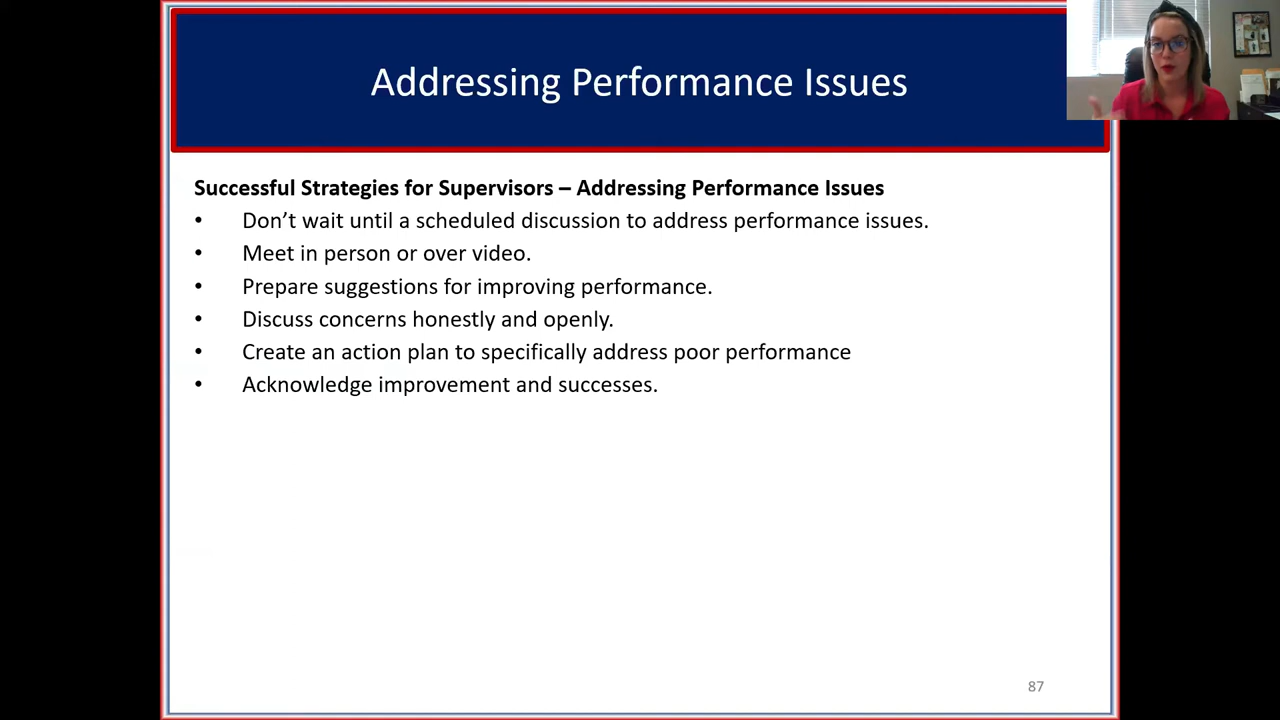 Addressing Performance Issues
Successful Strategies for Supervisors – Addressing Performance Issues
• Don’t wait until a scheduled discussion to address performance issues.
• Meet in person or over video.
• Prepare suggestions for improving performance.
• Discuss concerns honestly and openly.
• Create an action plan to specifically address poor performance
• Acknowledge improvement and successes.
87